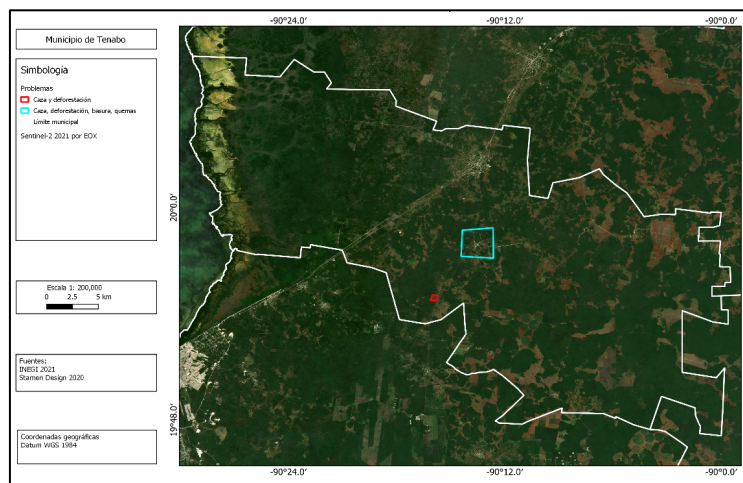 Municipio de Tenabo
Simbología
Problemas
Caza y deforestación
Caza, deforestación, basura, quemas
Límite municipal
Sentinel-2 2021 por EOX
Escala 1: 200,000
0 2.5 5 km
Fuentes:
INEGI 2021
Stamen Design 2020
Coordenadas geográficas
Datum WGS 1984
-90°24.0' -90°12.0' -90°0.0'
20°0.0'
19°48.0'
-90°24.0' -90°12.0' -90°0.0'